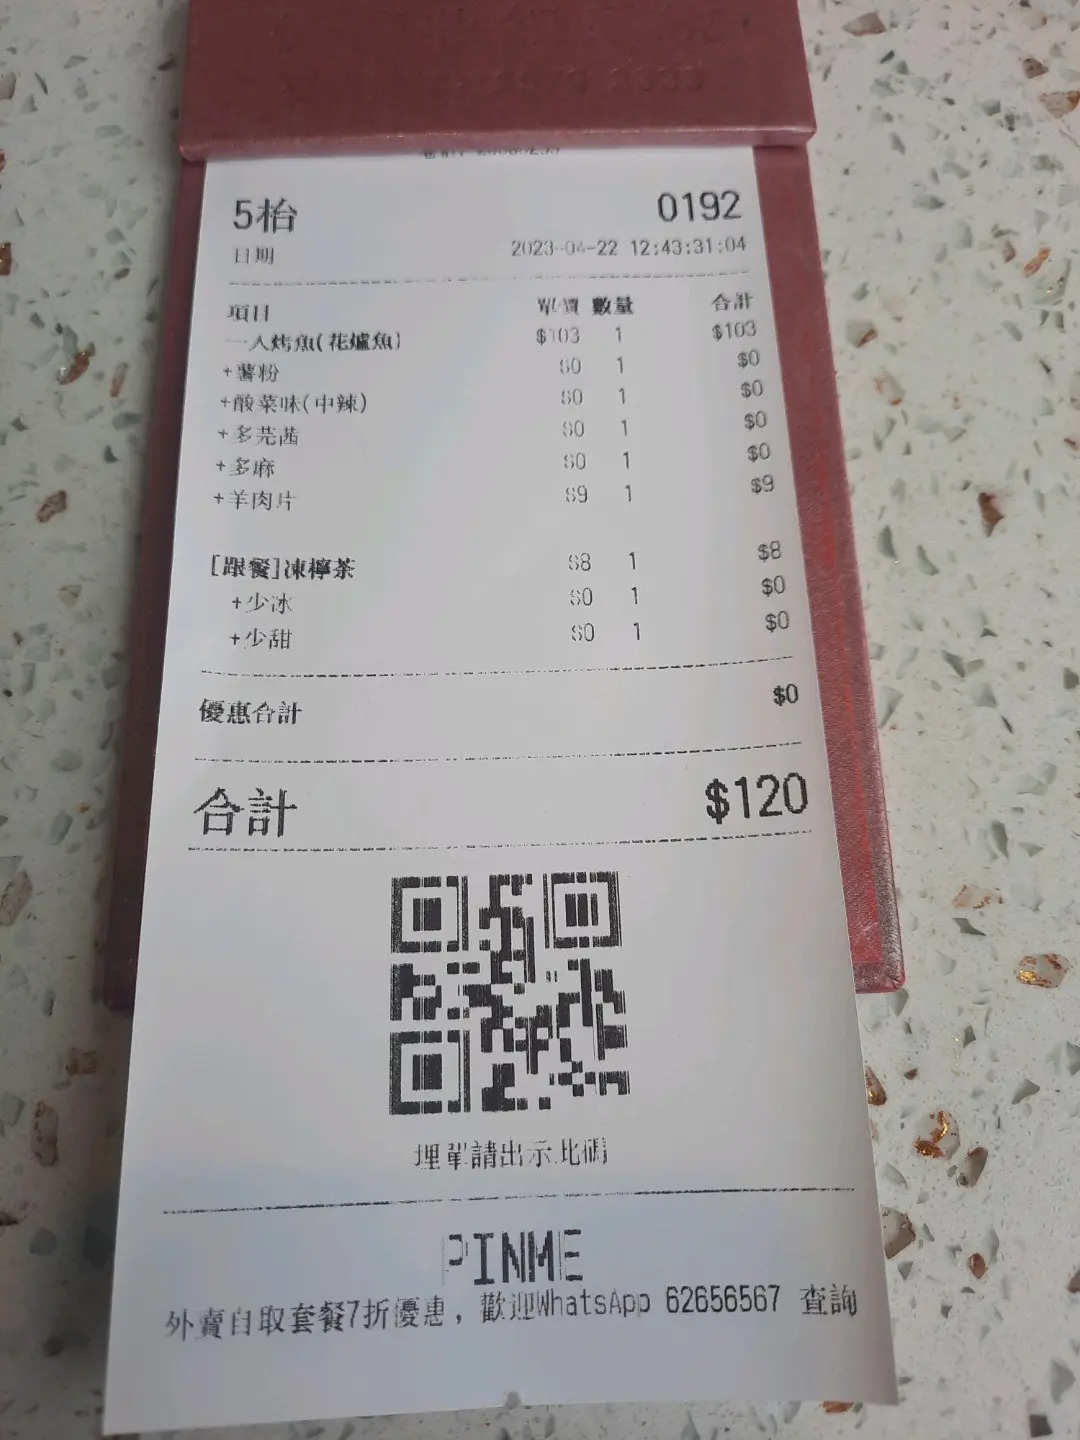 5枱 0192
日期 2023-04-22 12:43:31:04
項目 單價 數量 合計
一人烤魚(花鱸魚) $103 1 $103
+薯粉 $0 1 $0
+酸菜味(中辣) $0 1 $0
+多芫茜 $0 1 $0
+多麻 $0 1 $0
+羊肉片 $9 1 $9
[跟餐]凍檸茶 $8 1 $8
+少冰 $0 1 $0
+少甜 $0 1 $0
優惠合計 $0
合計 $120
埋單請出示此碼
PINME
外賣自取套餐7折優惠, 歡迎WhatsApp 62656567 查詢